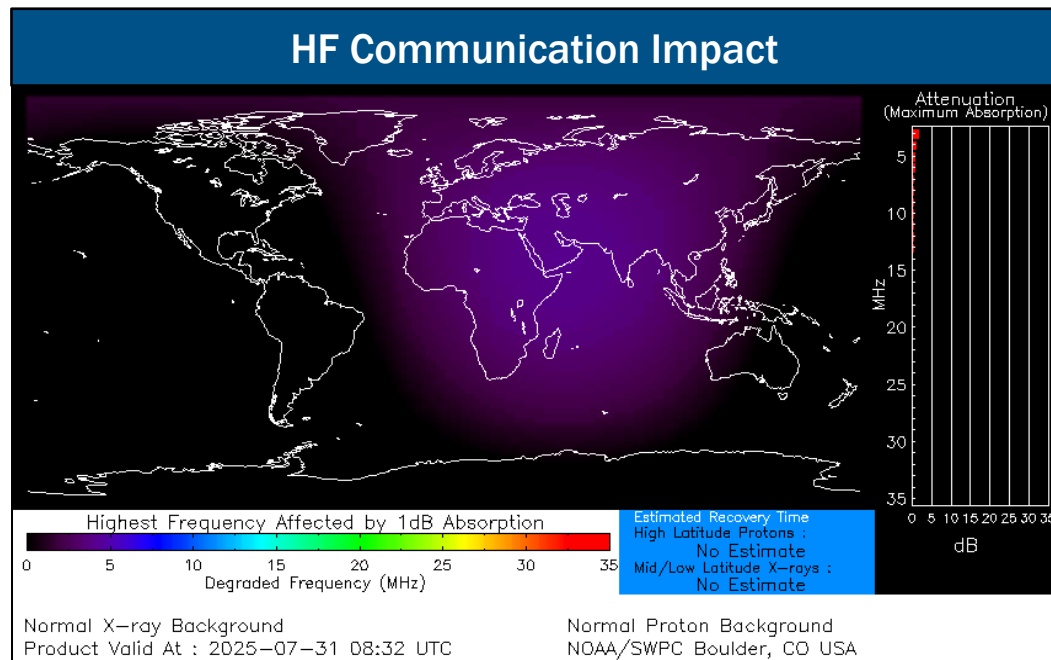 HF Communication Impact
Attenuation
(Maximum Absorption)
5
10
15
20
25
30
35
MHz
0 5 10 15 20 25 30 35
dB
Highest Frequency Affected by 1dB Absorption
0 5 10 15 20 25 30 35
Degraded Frequency (MHz)
Estimated Recovery Time
High Latitude Protons :
No Estimate
Mid/Low Latitude X-rays :
No Estimate
Normal X-ray Background
Product Valid At : 2025-07-31 08:32 UTC
Normal Proton Background
NOAA/SWPC Boulder, CO USA